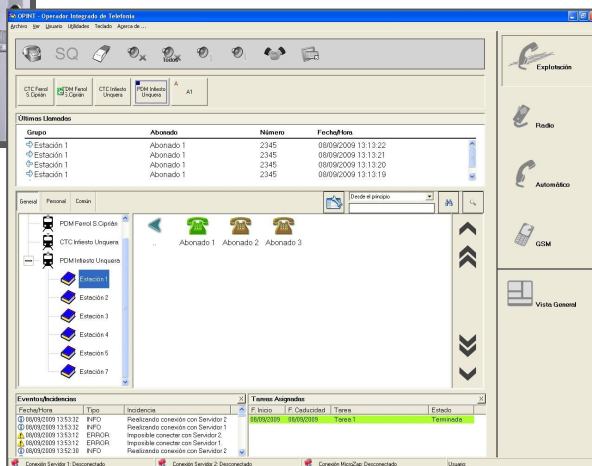 OPINT - Operador Integrado de Telefonía
Archivo Ver Usuario Utilidades Teclado Acerca de ...
SQ
Todos
CTC Ferrol S.Ciprián
PDM Ferrol S.Ciprián
CTC Infiesto Unquera
PDM Infiesto Unquera
A
A1
Últimas Llamadas
Grupo Abonado Número Fecha/Hora
Estación 1 Abonado 1 2345 08/09/2009 13:13:22
Estación 1 Abonado 1 2345 08/09/2009 13:13:21
Estación 1 Abonado 1 2345 08/09/2009 13:13:20
Estación 1 Abonado 1 2345 08/09/2009 13:13:19
General Personal Común
Desde el principio
PDM Ferrol S.Ciprián
CTC Infiesto Unquera
PDM Infiesto Unquera
Estación 1
Estación 2
Estación 3
Estación 4
Estación 5
Estación 7
..
Abonado 1 Abonado 2 Abonado 3
Explotación
Radio
Automático
GSM
Vista General
Eventos/Incidencias X
Fecha/Hora Tipo Incidencia
08/09/2009 13:53:32 INFO Realizando conexión con Servidor 2
08/09/2009 13:53:32 INFO Realizando conexión con Servidor 1
08/09/2009 13:53:12 ERROR Imposible conectar con Servidor 2.
08/09/2009 13:53:12 ERROR Imposible conectar con Servidor 1.
08/09/2009 13:52:30 INFO Realizando conexión con Servidor 2
Tareas Asignadas X
F. Inicio F. Caducidad Tarea Estado
08/09/2009 08/09/2009 Tarea 1 Terminada
Conexión Servidor 1: Desconectado Conexión Servidor 2: Desconectado Conexión MicroZap: Desconectado Usuario: